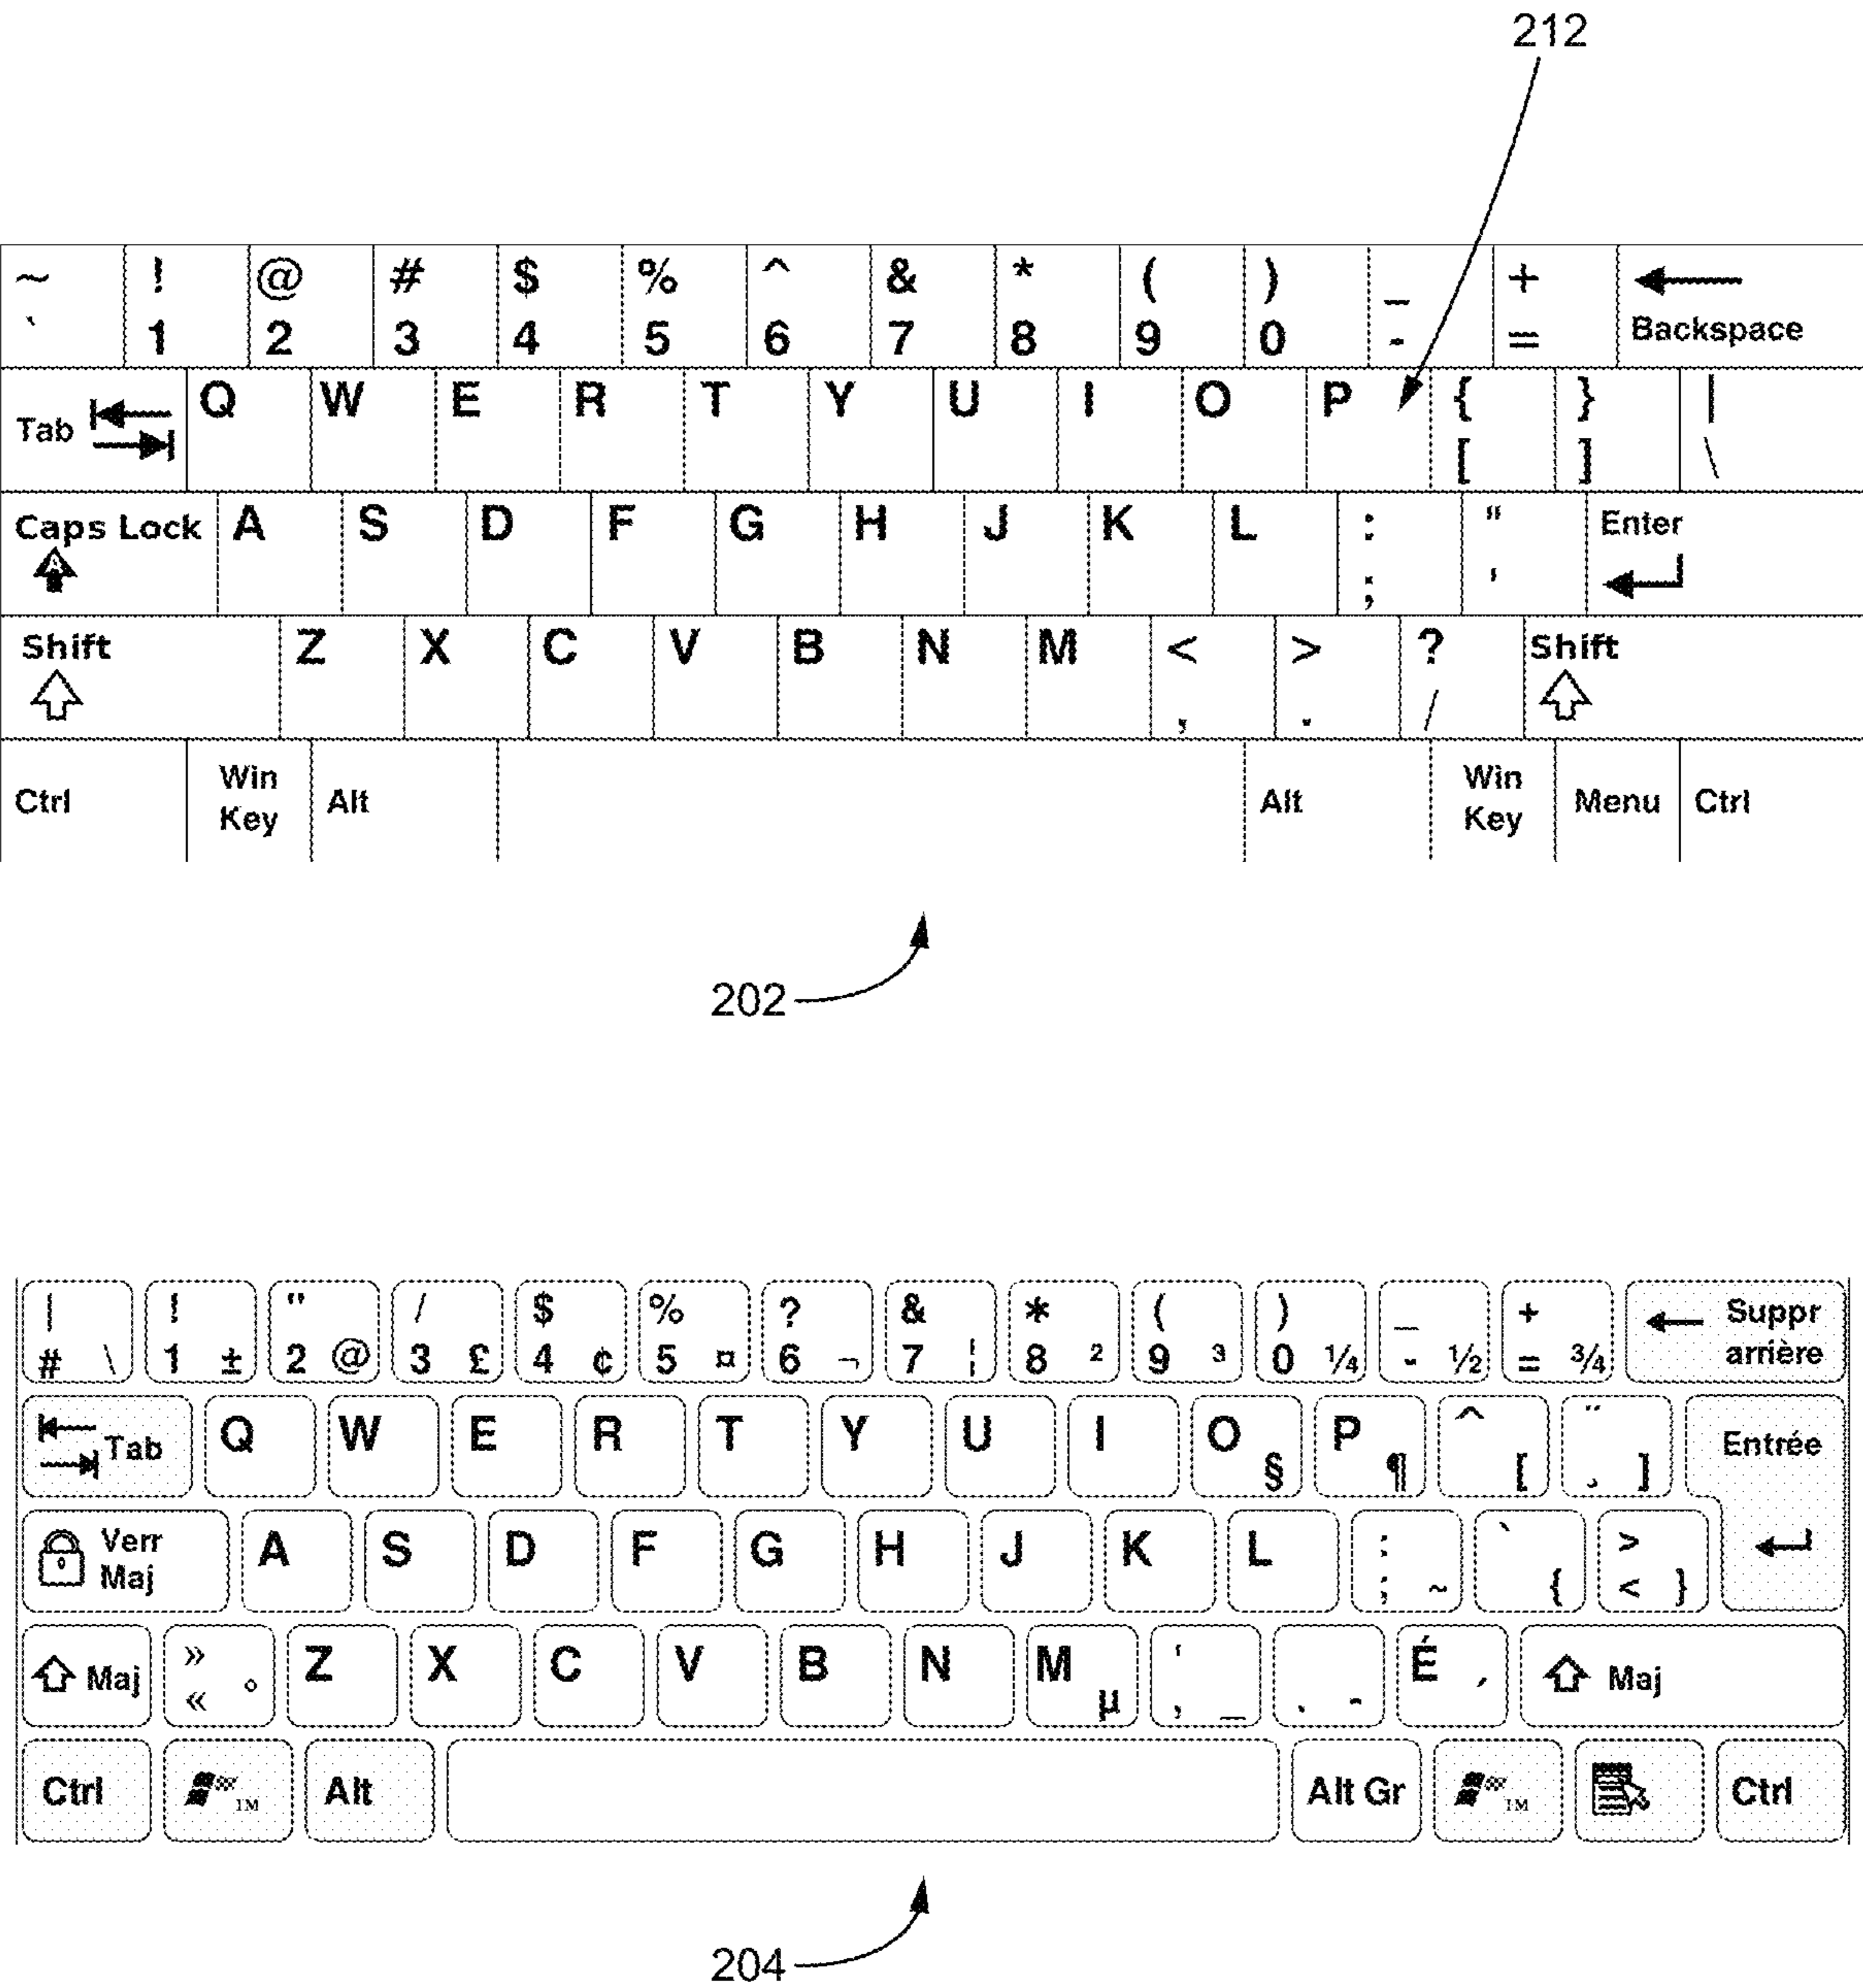 212
~ ! @ # $ % ^ & * ( ) _ +
` 1 2 3 4 5 6 7 8 9 0 - = Backspace
Tab Q W E R T Y U I O P { } |
[ ] \
Caps Lock A S D F G H J K L : " Enter
; '
Shift Z X C V B N M < > ? Shift
, . /
Ctrl Win Key Alt Alt Win Key Menu Ctrl
202
| ! " / $ % ? & * ( ) _ + Suppr
# \ 1 ± 2 @ 3 £ 4 ¢ 5 ¤ 6 ¬ 7 ¦ 8 ² 9 ³ 0 ¼ - ½ = ¾ arrière
Tab Q W E R T Y U I O § P ¶ ^ [ ¨ ¸ ] Entrée
Verr Maj A S D F G H J K L : ; ~ ` { > < }
Maj » « ° Z X C V B N M µ ' , _ . - É ´ Maj
Ctrl TM Alt Alt Gr TM Ctrl
204